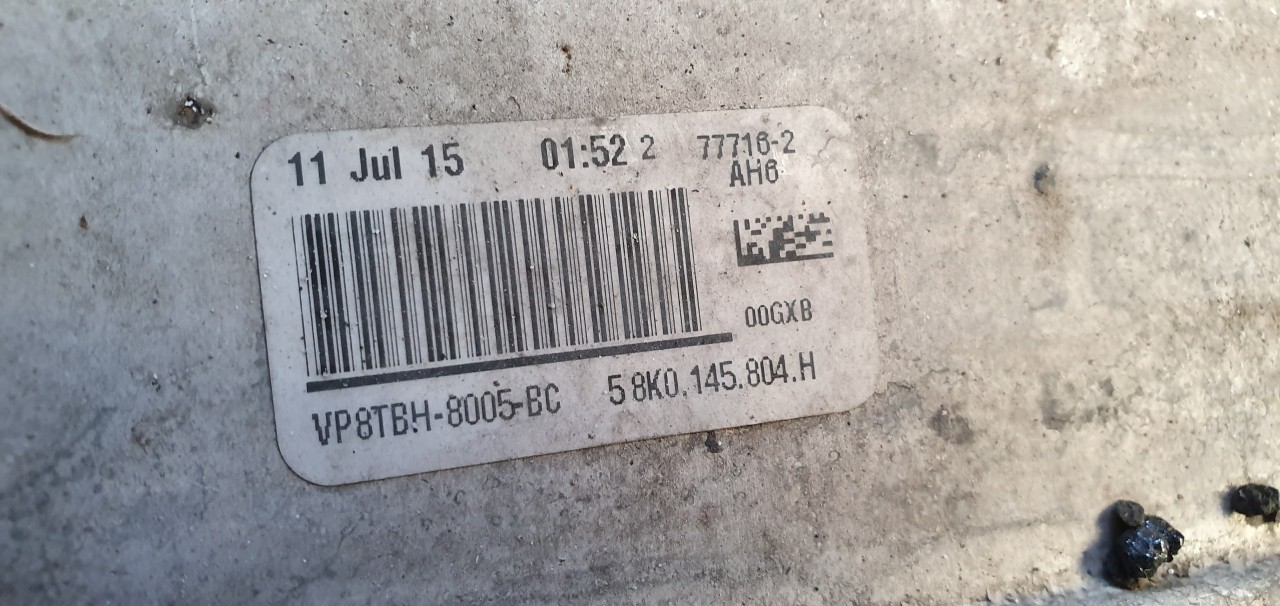 11 Jul 15 01:52 2 77716-2
AH6
00GXB
VP8TBH-8005-BC 5 8K0.145.804.H